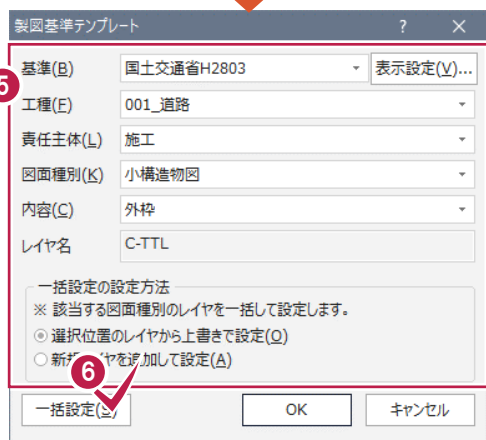 製図基準テンプレート ? ×
5
基準(B) 国土交通省H2803 表示設定(V)...
工種(F) 001_道路
責任主体(L) 施工
図面種別(K) 小構造物図
内容(C) 外枠
レイヤ名 C-TTL
一括設定の設定方法
※ 該当する図面種別のレイヤを一括して設定します。
選択位置のレイヤから上書きで設定(O)
を追加して設定(A)
6
一括設定( OK キャンセル